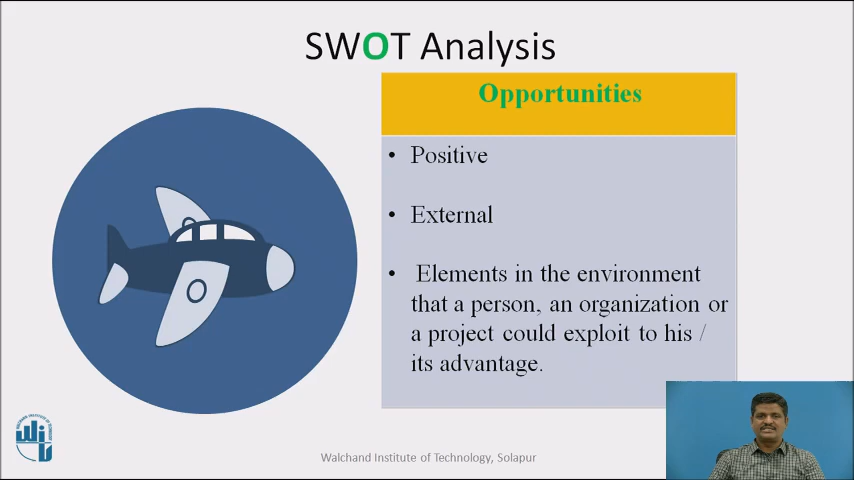 SWOT Analysis
Opportunities
• Positive
• External
• Elements in the environment
that a person, an organization or
a project could exploit to his /
its advantage.
Walchand Institute of Technology, Solapur